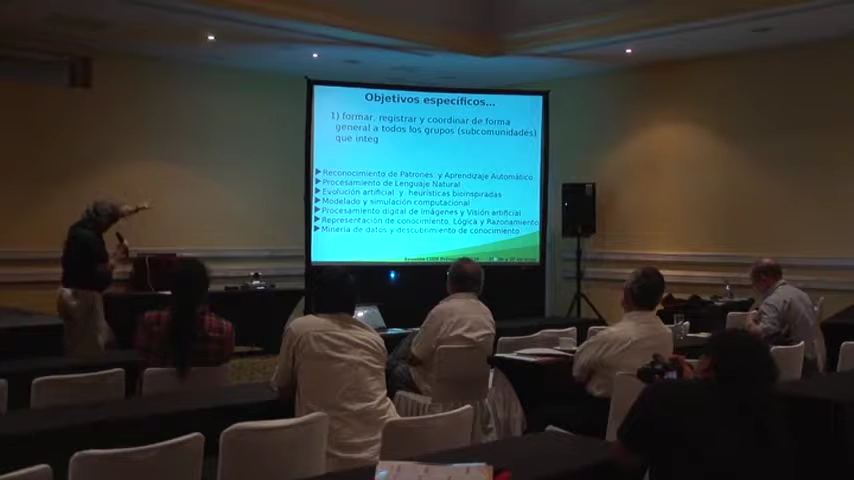 Objetivos específicos...
1) formar, registrar y coordinar de forma
general a todos los grupos (subcomunidades)
que integ
Reconocimiento de Patrones y Aprendizaje Automático
Procesamiento de Lenguaje Natural
Evolución artificial y heurísticas bioinspiradas
Modelado y simulación computacional
Procesamiento digital de Imágenes y Visión artificial
Representación de conocimiento, Lógica y Razonamiento
Minería de datos y descubrimiento de conocimiento